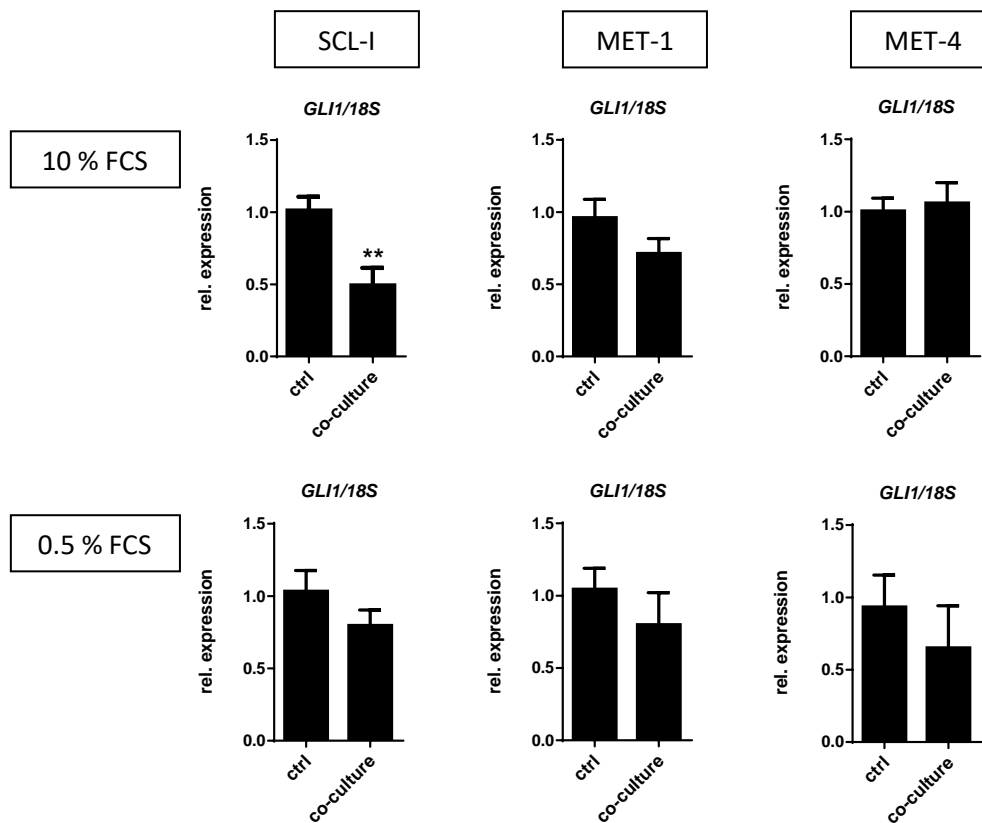 SCL-I
MET-1
MET-4
10 % FCS
GLI1/18S
rel. expression
1.5
1.0
0.5
0.0
**
ctrl
co-culture
GLI1/18S
rel. expression
1.5
1.0
0.5
0.0
ctrl
co-culture
GLI1/18S
rel. expression
1.5
1.0
0.5
0.0
ctrl
co-culture
0.5 % FCS
GLI1/18S
rel. expression
1.5
1.0
0.5
0.0
ctrl
co-culture
GLI1/18S
rel. expression
1.5
1.0
0.5
0.0
ctrl
co-culture
GLI1/18S
rel. expression
1.5
1.0
0.5
0.0
ctrl
co-culture